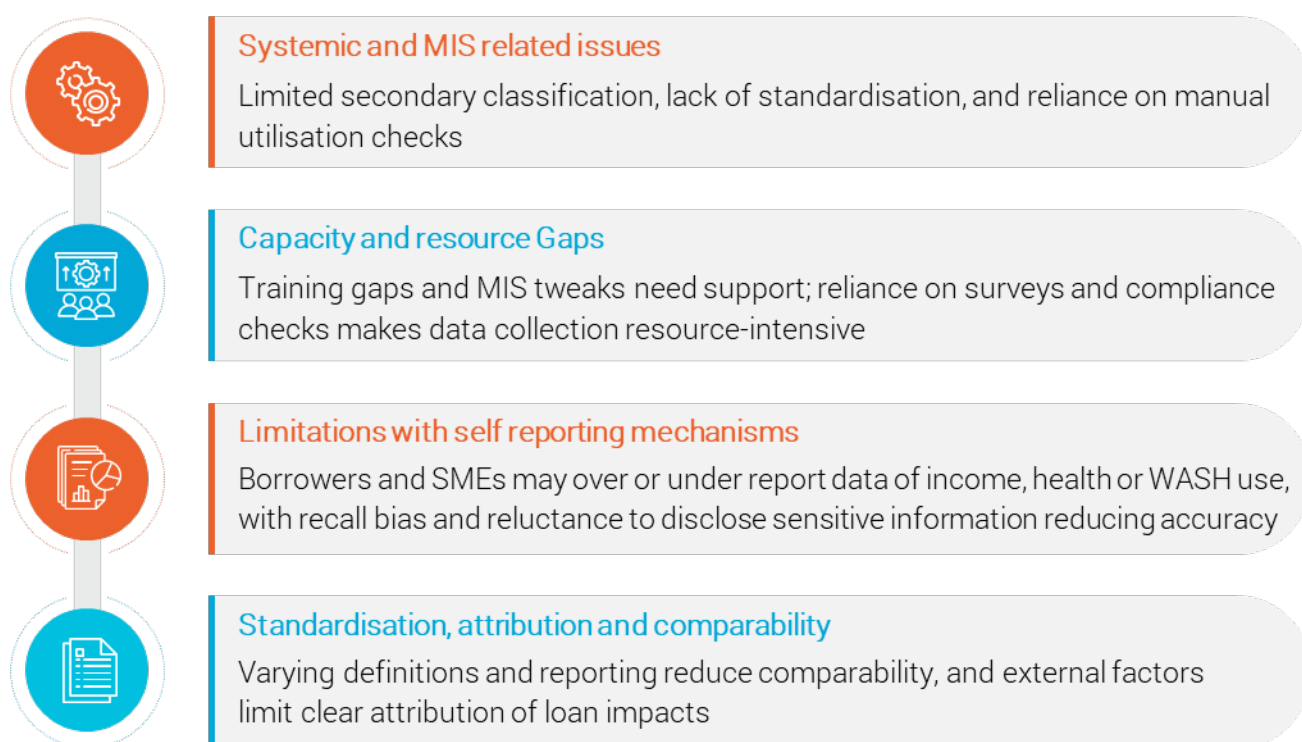 Systemic and MIS related issues
Limited secondary classification, lack of standardisation, and reliance on manual
utilisation checks
Capacity and resource Gaps
Training gaps and MIS tweaks need support; reliance on surveys and compliance
checks makes data collection resource-intensive
Limitations with self reporting mechanisms
Borrowers and SMEs may over or under report data of income, health or WASH use,
with recall bias and reluctance to disclose sensitive information reducing accuracy
Standardisation, attribution and comparability
Varying definitions and reporting reduce comparability, and external factors
limit clear attribution of loan impacts